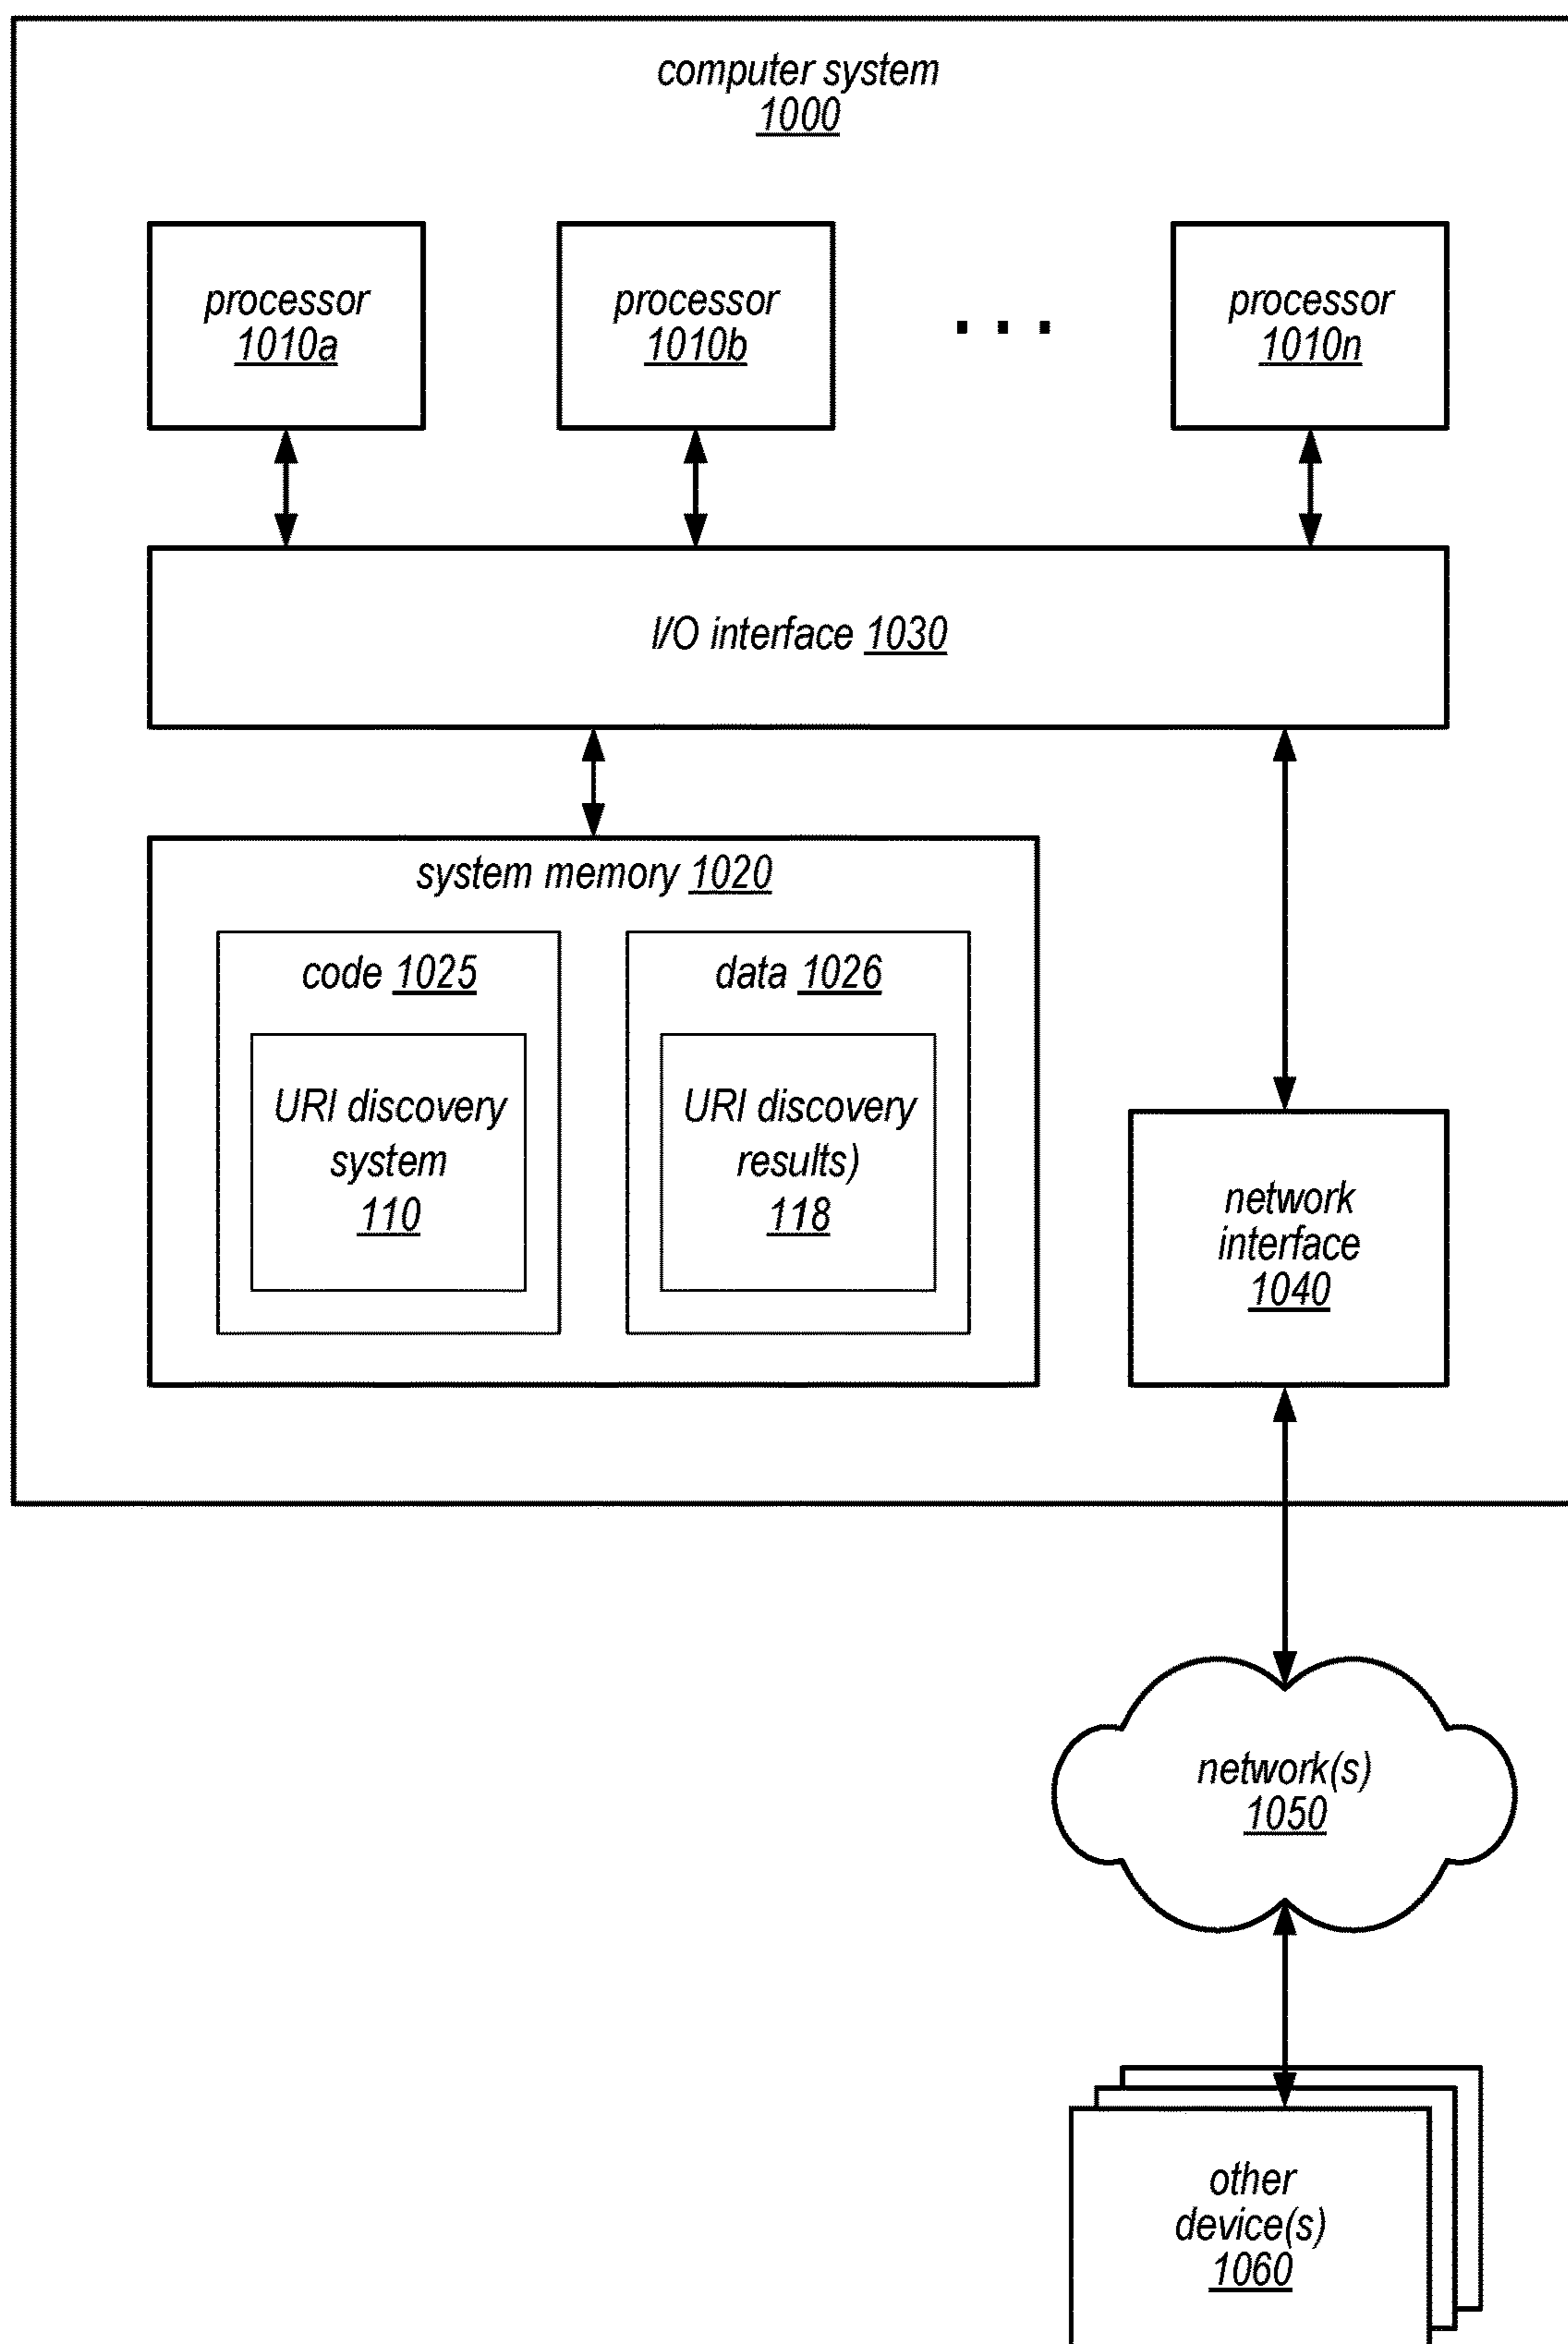 computer system
1000
processor
1010a
processor
1010b
processor
1010n
I/O interface 1030
system memory 1020
code 1025
URI discovery
system
110
data 1026
URI discovery
results)
118
network
interface
1040
network(s)
1050
other
device(s)
1060